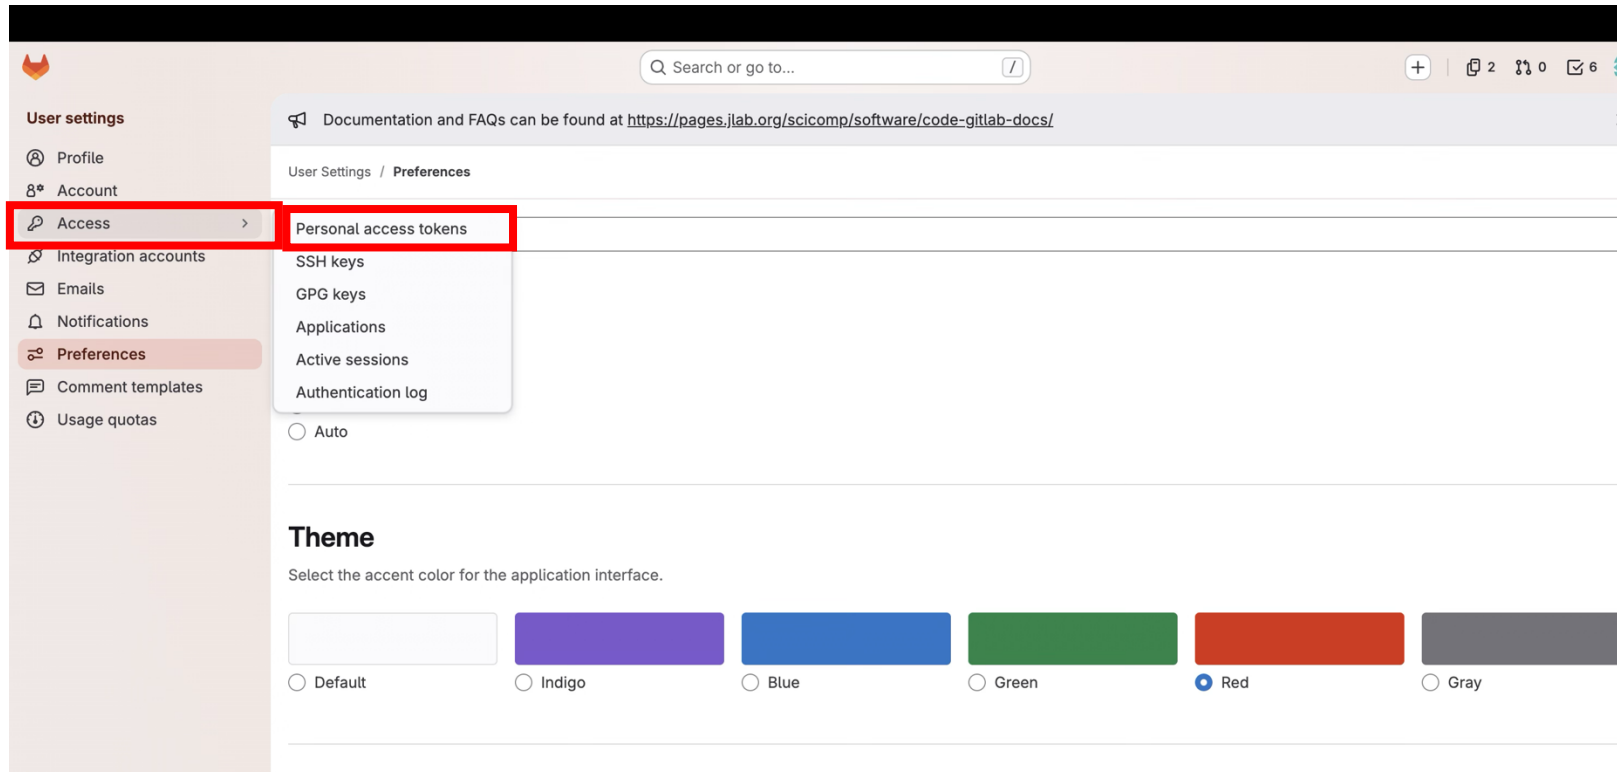 Search or go to...
/
2
0
6
User settings
Profile
Account
Access
Integration accounts
Emails
Notifications
Preferences
Comment templates
Usage quotas
Documentation and FAQs can be found at https://pages.jlab.org/scicomp/software/code-gitlab-docs/
User Settings / Preferences
Personal access tokens
SSH keys
GPG keys
Applications
Active sessions
Authentication log
Auto
Theme
Select the accent color for the application interface.
Default
Indigo
Blue
Green
Red
Gray